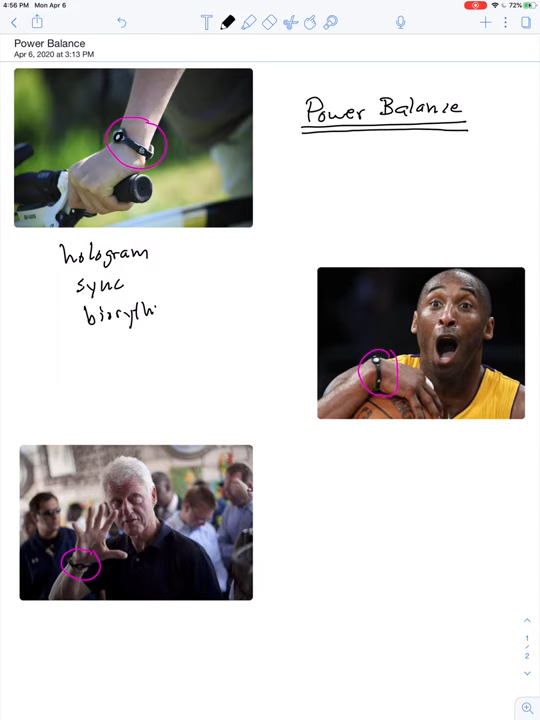 4:56 PM Mon Apr 6
72%
Power Balance
Apr 6, 2020 at 3:13 PM
Power Balance
hologram
sync
1
/
2